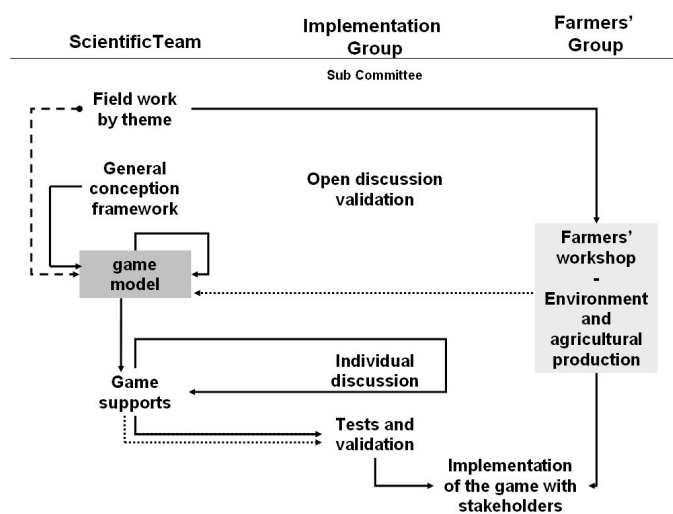 ScientificTeam
Implementation
Group
Farmers'
Group
Sub Committee
Field work
by theme
General
conception
framework
Open discussion
validation
game
model
Farmers'
workshop
-
Environment
and
agricultural
production
Individual
discussion
Game
supports
Tests and
validation
Implementation
of the game with
stakeholders